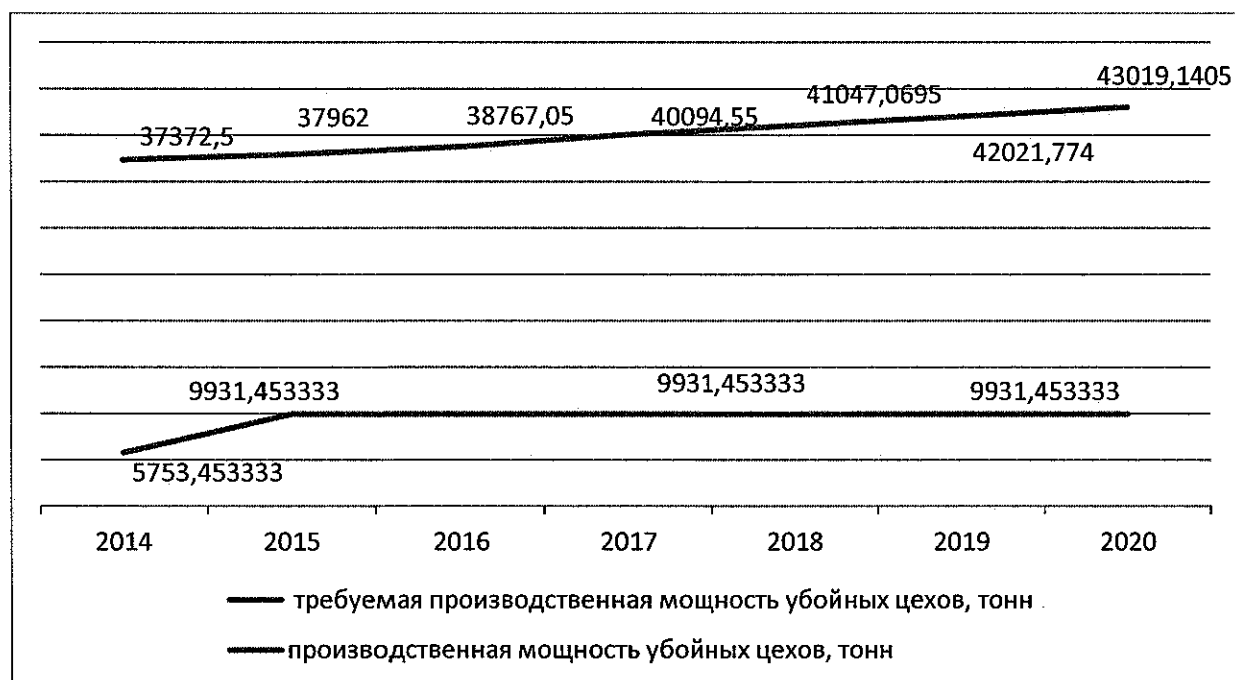 43019,1405
41047,0695
37372,5 37962 38767,05 40094,55
42021,774
9931,453333 9931,453333 9931,453333
5753,453333
2014 2015 2016 2017 2018 2019 2020
требуемая производственная мощность убойных цехов, тонн
производственная мощность убойных цехов, тонн